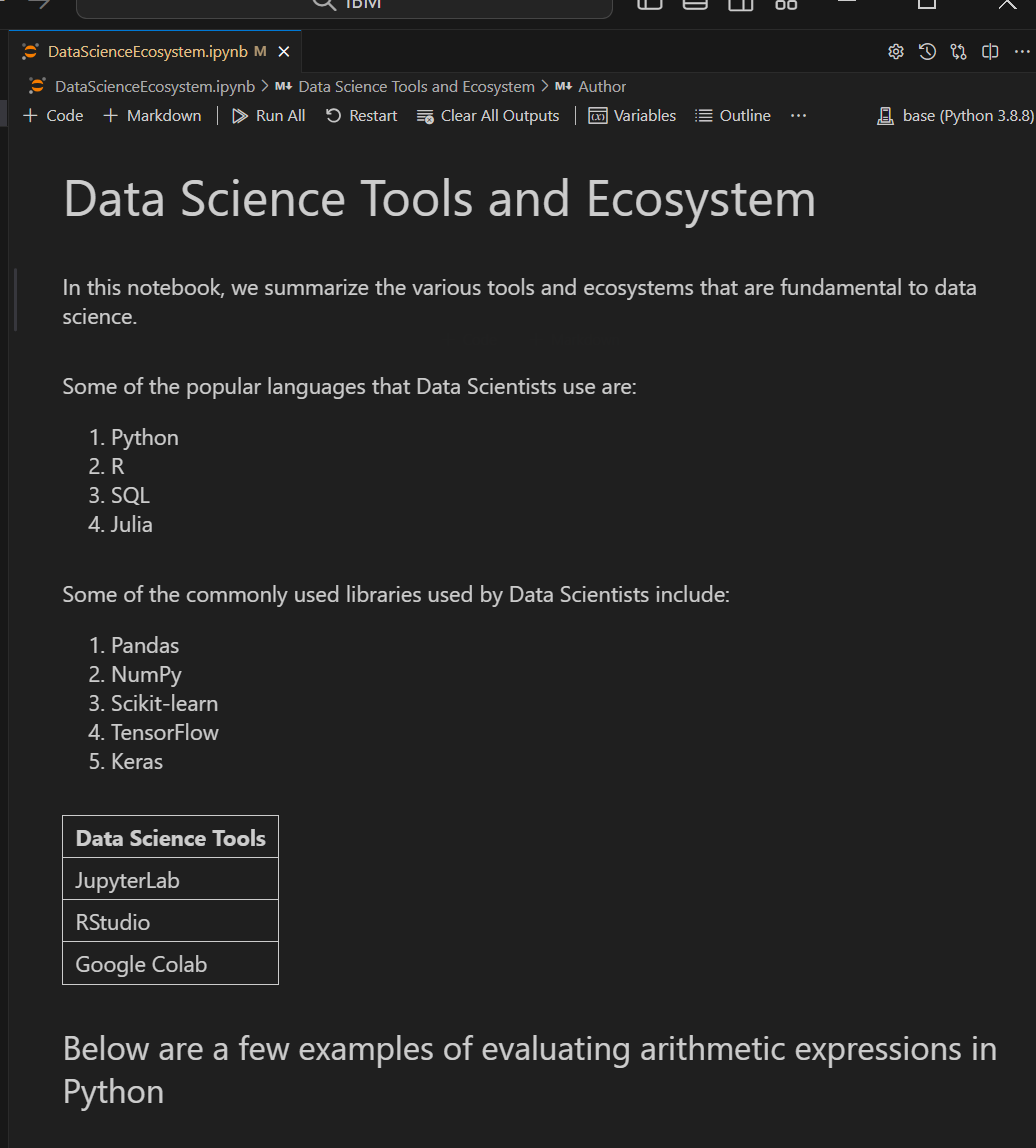 IBM
DataScienceEcosystem.ipynb M
DataScienceEcosystem.ipynb > M↓ Data Science Tools and Ecosystem > M↓ Author
+ Code + Markdown | Run All Restart Clear All Outputs | Variables Outline ... base (Python 3.8.8)
Data Science Tools and Ecosystem
In this notebook, we summarize the various tools and ecosystems that are fundamental to data
science.
Some of the popular languages that Data Scientists use are:
1. Python
2. R
3. SQL
4. Julia
Some of the commonly used libraries used by Data Scientists include:
1. Pandas
2. NumPy
3. Scikit-learn
4. TensorFlow
5. Keras
Data Science Tools
JupyterLab
RStudio
Google Colab
Below are a few examples of evaluating arithmetic expressions in
Python